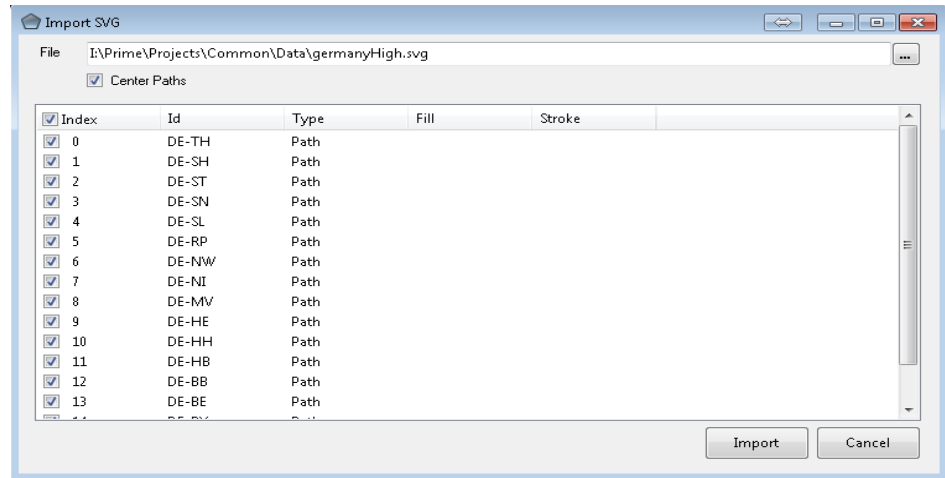 Import SVG
File I:\Prime\Projects\Common\Data\germanyHigh.svg ...
Center Paths
Index Id Type Fill Stroke
0 DE-TH Path
1 DE-SH Path
2 DE-ST Path
3 DE-SN Path
4 DE-SL Path
5 DE-RP Path
6 DE-NW Path
7 DE-NI Path
8 DE-MV Path
9 DE-HE Path
10 DE-HH Path
11 DE-HB Path
12 DE-BB Path
13 DE-BE Path
Import Cancel